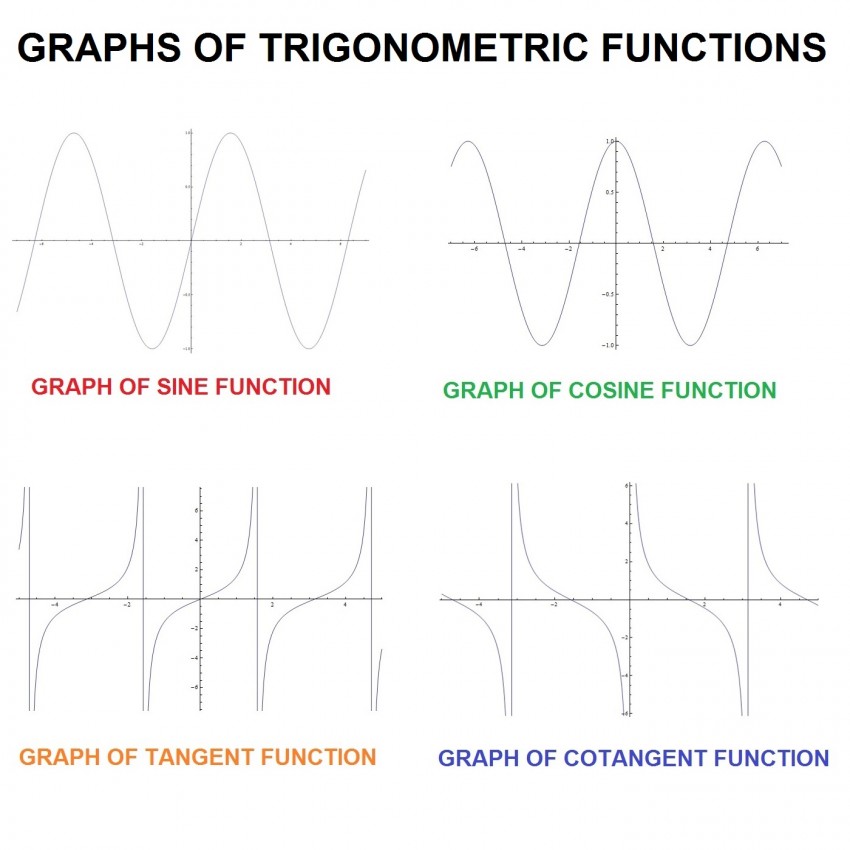 GRAPHS OF TRIGONOMETRIC FUNCTIONS
1.0
0.5
-6 -4 -2 2 4 6
-0.5
-1.0
GRAPH OF SINE FUNCTION
1.0
0.5
-6 -4 -2 2 4 6
-0.5
-1.0
GRAPH OF COSINE FUNCTION
6
4
2
-4 -2 2 4
-2
-4
-6
GRAPH OF TANGENT FUNCTION
6
4
2
-4 -2 2 4
-2
-4
-6
GRAPH OF COTANGENT FUNCTION